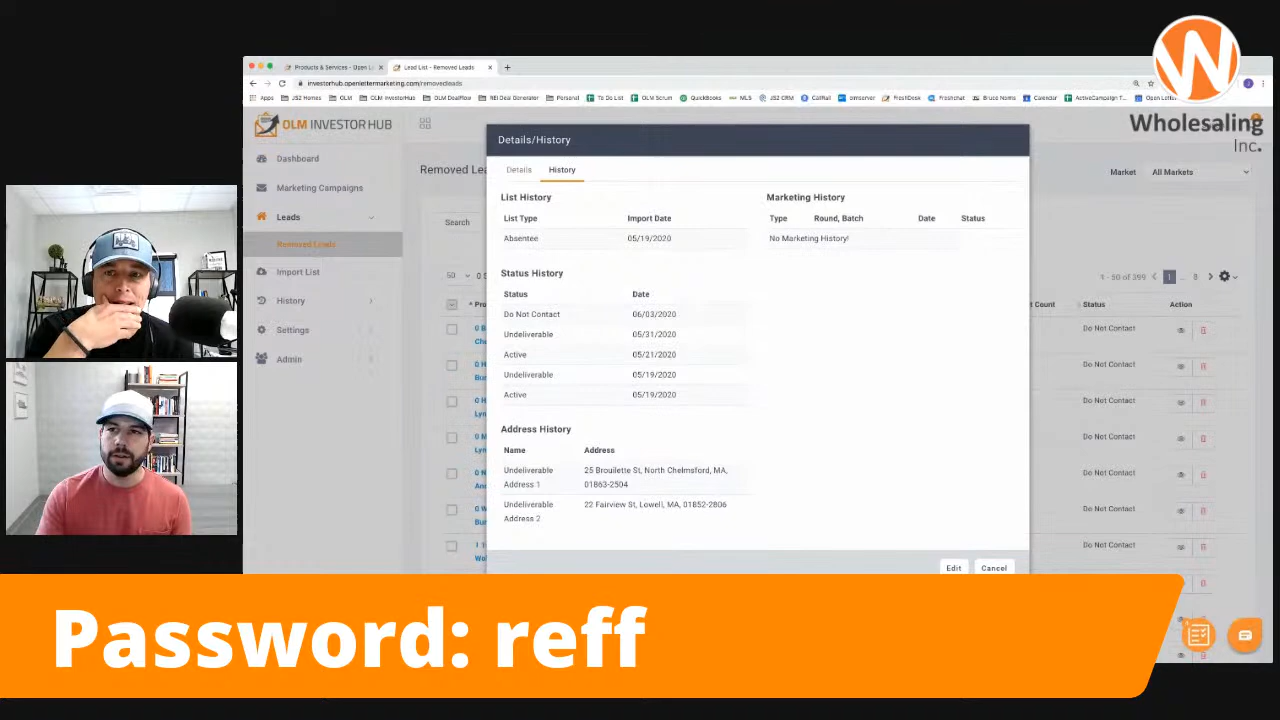 Products & Services - Open L
Lead List - Removed Leads
investorhub.openlettermarketing.com/removedleads
Apps
JS2 Homes
OLM
OLM InvestorHub
OLM DealFlow
REI Deal Generator
Personal
To Do List
OLM Scrum
QuickBooks
MLS
JS2 CRM
CallRail
FreshDesk
Freshchat
Bruce Norris
Calendar
ActiveCampaign T...
W
Wholesaling
Inc.
OLM INVESTOR HUB
Dashboard
Marketing Campaigns
Leads
Removed Leads
Import List
History
Settings
Admin
Removed Lea
Market
All Markets
Search
50
1 - 50 of 399
1
...
8
Count
Status
Action
Do Not Contact
Do Not Contact
Do Not Contact
Do Not Contact
Do Not Contact
Do Not Contact
Do Not Contact
Details/History
Details
History
List History
List Type
Import Date
Absentee
05/19/2020
Status History
Status
Date
Do Not Contact
06/03/2020
Undeliverable
05/31/2020
Active
05/21/2020
Undeliverable
05/19/2020
Active
05/19/2020
Address History
Name
Address
Undeliverable
Address 1
25 Brouilette St, North Chelmsford, MA,
01863-2504
Undeliverable
Address 2
22 Fairview St, Lowell, MA, 01852-2806
Marketing History
Type
Round, Batch
Date
Status
No Marketing History!
Edit
Cancel
Password: reff